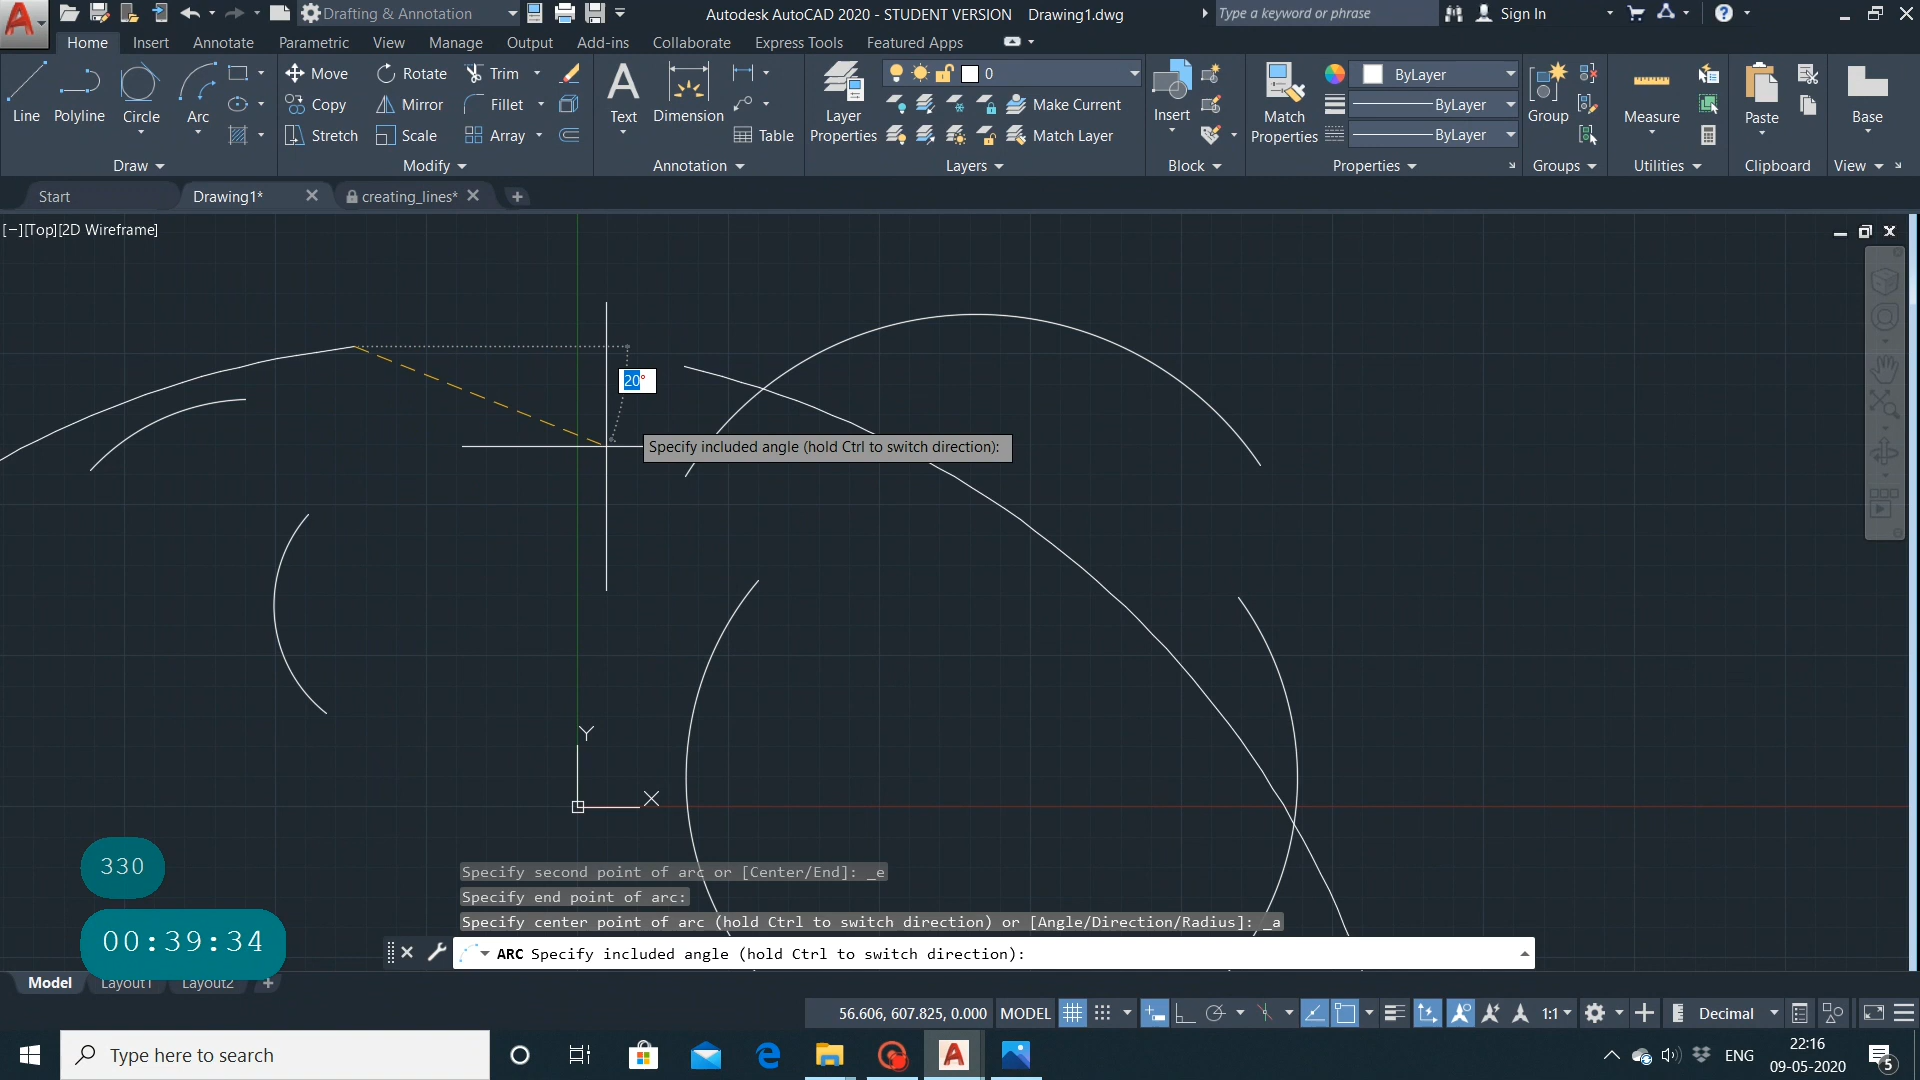 Drafting & Annotation
Autodesk AutoCAD 2020 - STUDENT VERSION Drawing1.dwg
Type a keyword or phrase
Sign In
Home Insert Annotate Parametric View Manage Output Add-ins Collaborate Express Tools Featured Apps
Line Polyline Circle Arc
Move Rotate Trim
Copy Mirror Fillet
Stretch Scale Array
Text Dimension Table
Layer Properties
0
Make Current
Match Layer
Insert
Match Properties
ByLayer
ByLayer
ByLayer
Group
Measure
Paste
Base
Draw Modify Annotation Layers Block Properties Groups Utilities Clipboard View
Start Drawing1* creating_lines*
[−][Top][2D Wireframe]
20°
Specify included angle (hold Ctrl to switch direction):
Y
X
330
00:39:34
Specify second point of arc or [Center/End]: _e
Specify end point of arc:
Specify center point of arc (hold Ctrl to switch direction) or [Angle/Direction/Radius]: _a
ARC Specify included angle (hold Ctrl to switch direction):
Model Layout1 Layout2
56.606, 607.825, 0.000 MODEL 1:1 Decimal
Type here to search
ENG
22:16
09-05-2020
5